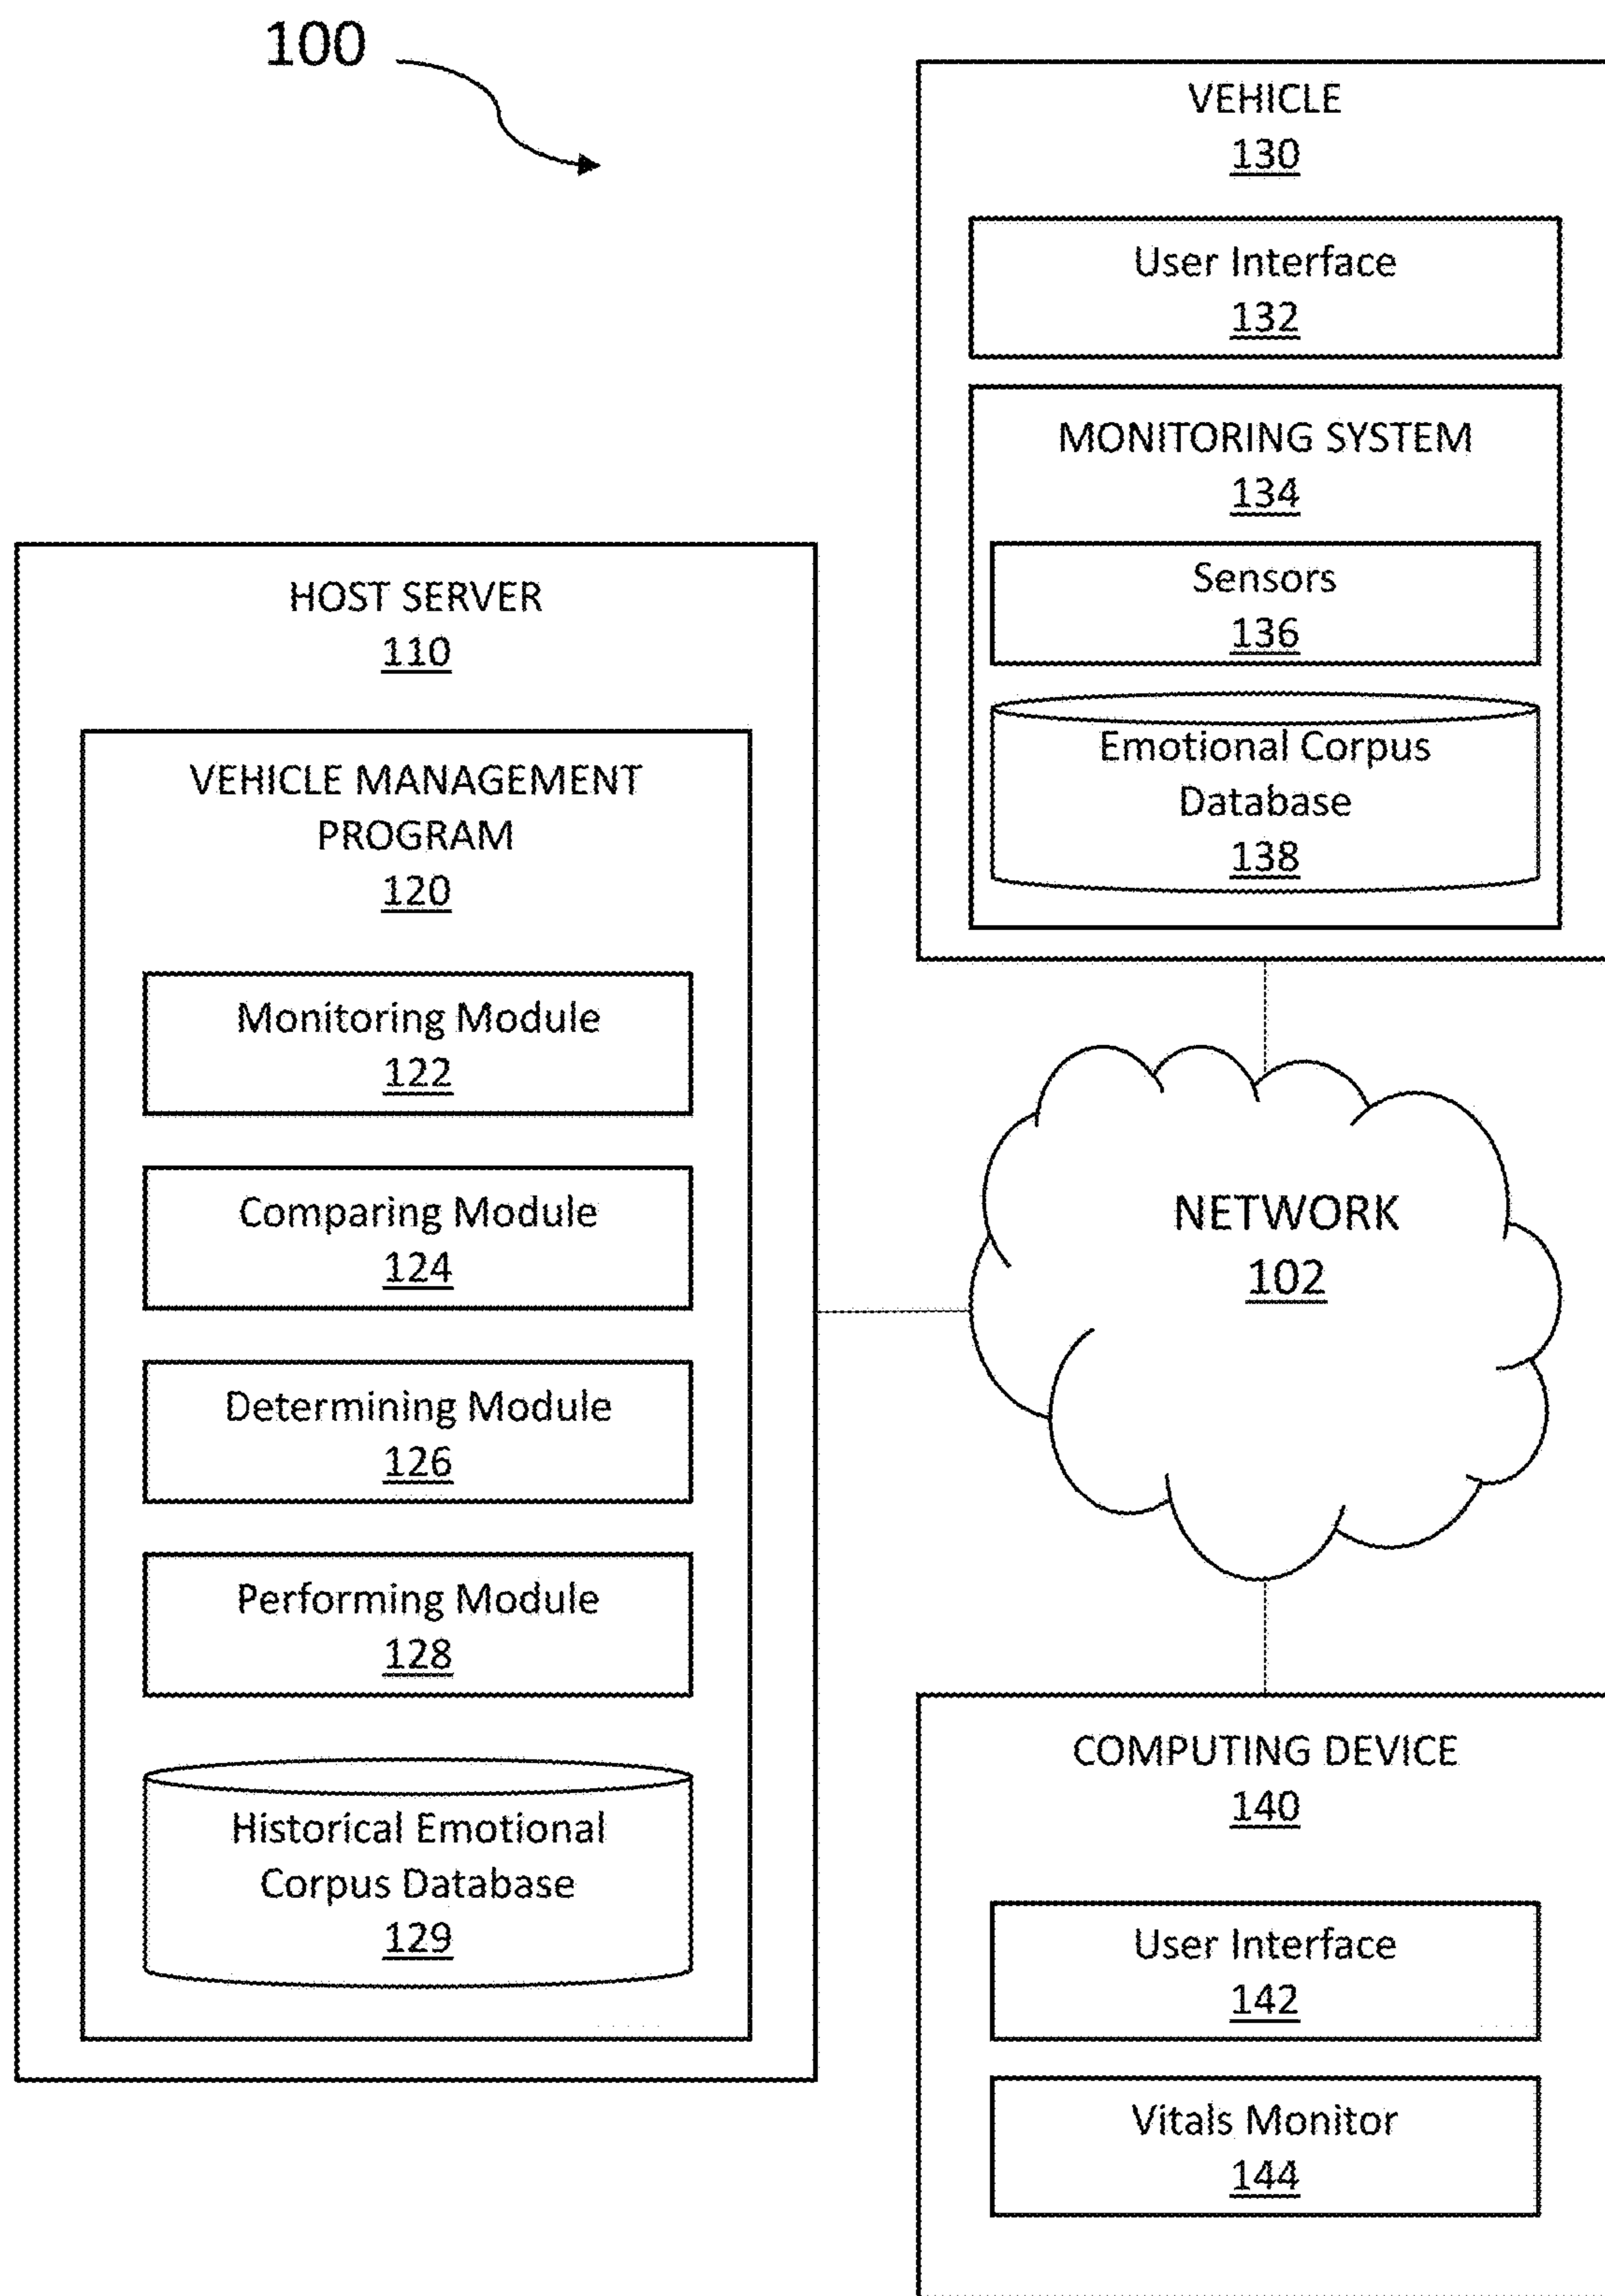 100
VEHICLE
130
User Interface
132
MONITORING SYSTEM
134
Sensors
136
Emotional Corpus
Database
138
HOST SERVER
110
VEHICLE MANAGEMENT
PROGRAM
120
Monitoring Module
122
Comparing Module
124
Determining Module
126
Performing Module
128
Historical Emotional
Corpus Database
129
NETWORK
102
COMPUTING DEVICE
140
User Interface
142
Vitals Monitor
144